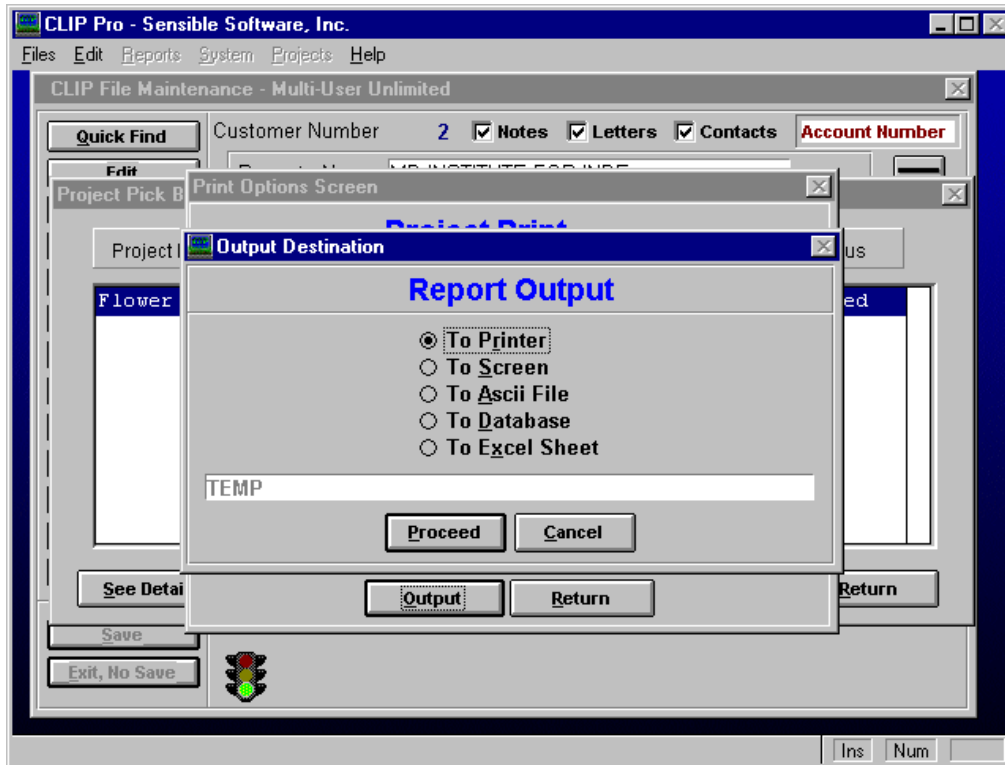 CLIP Pro - Sensible Software, Inc.
Files Edit Reports System Projects Help
CLIP File Maintenance - Multi-User Unlimited
Quick Find
Customer Number 2 Notes Letters Contacts Account Number
Edit
Print Options Screen
Project Pick B
Project Print
Output Destination
Project
us
Report Output
Flower
ed
To Printer
To Screen
To Ascii File
To Database
To Excel Sheet
TEMP
Proceed Cancel
See Detai
Output Return
Return
Save
Exit, No Save
Ins Num